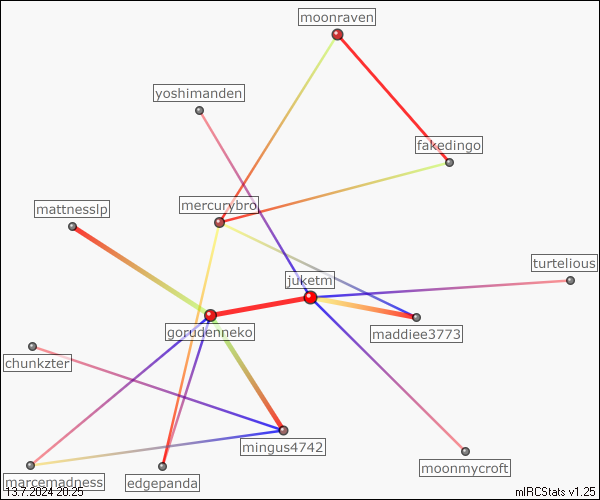 moonraven
yoshimanden
fakedingo
mercurybro
mattnesslp
turtelious
juketm
gorudenneko
maddiee3773
chunkzter
mingus4742
moonmycroft
marcemadness
edgepanda
13.7.2024 20:25
mIRCStats v1.25